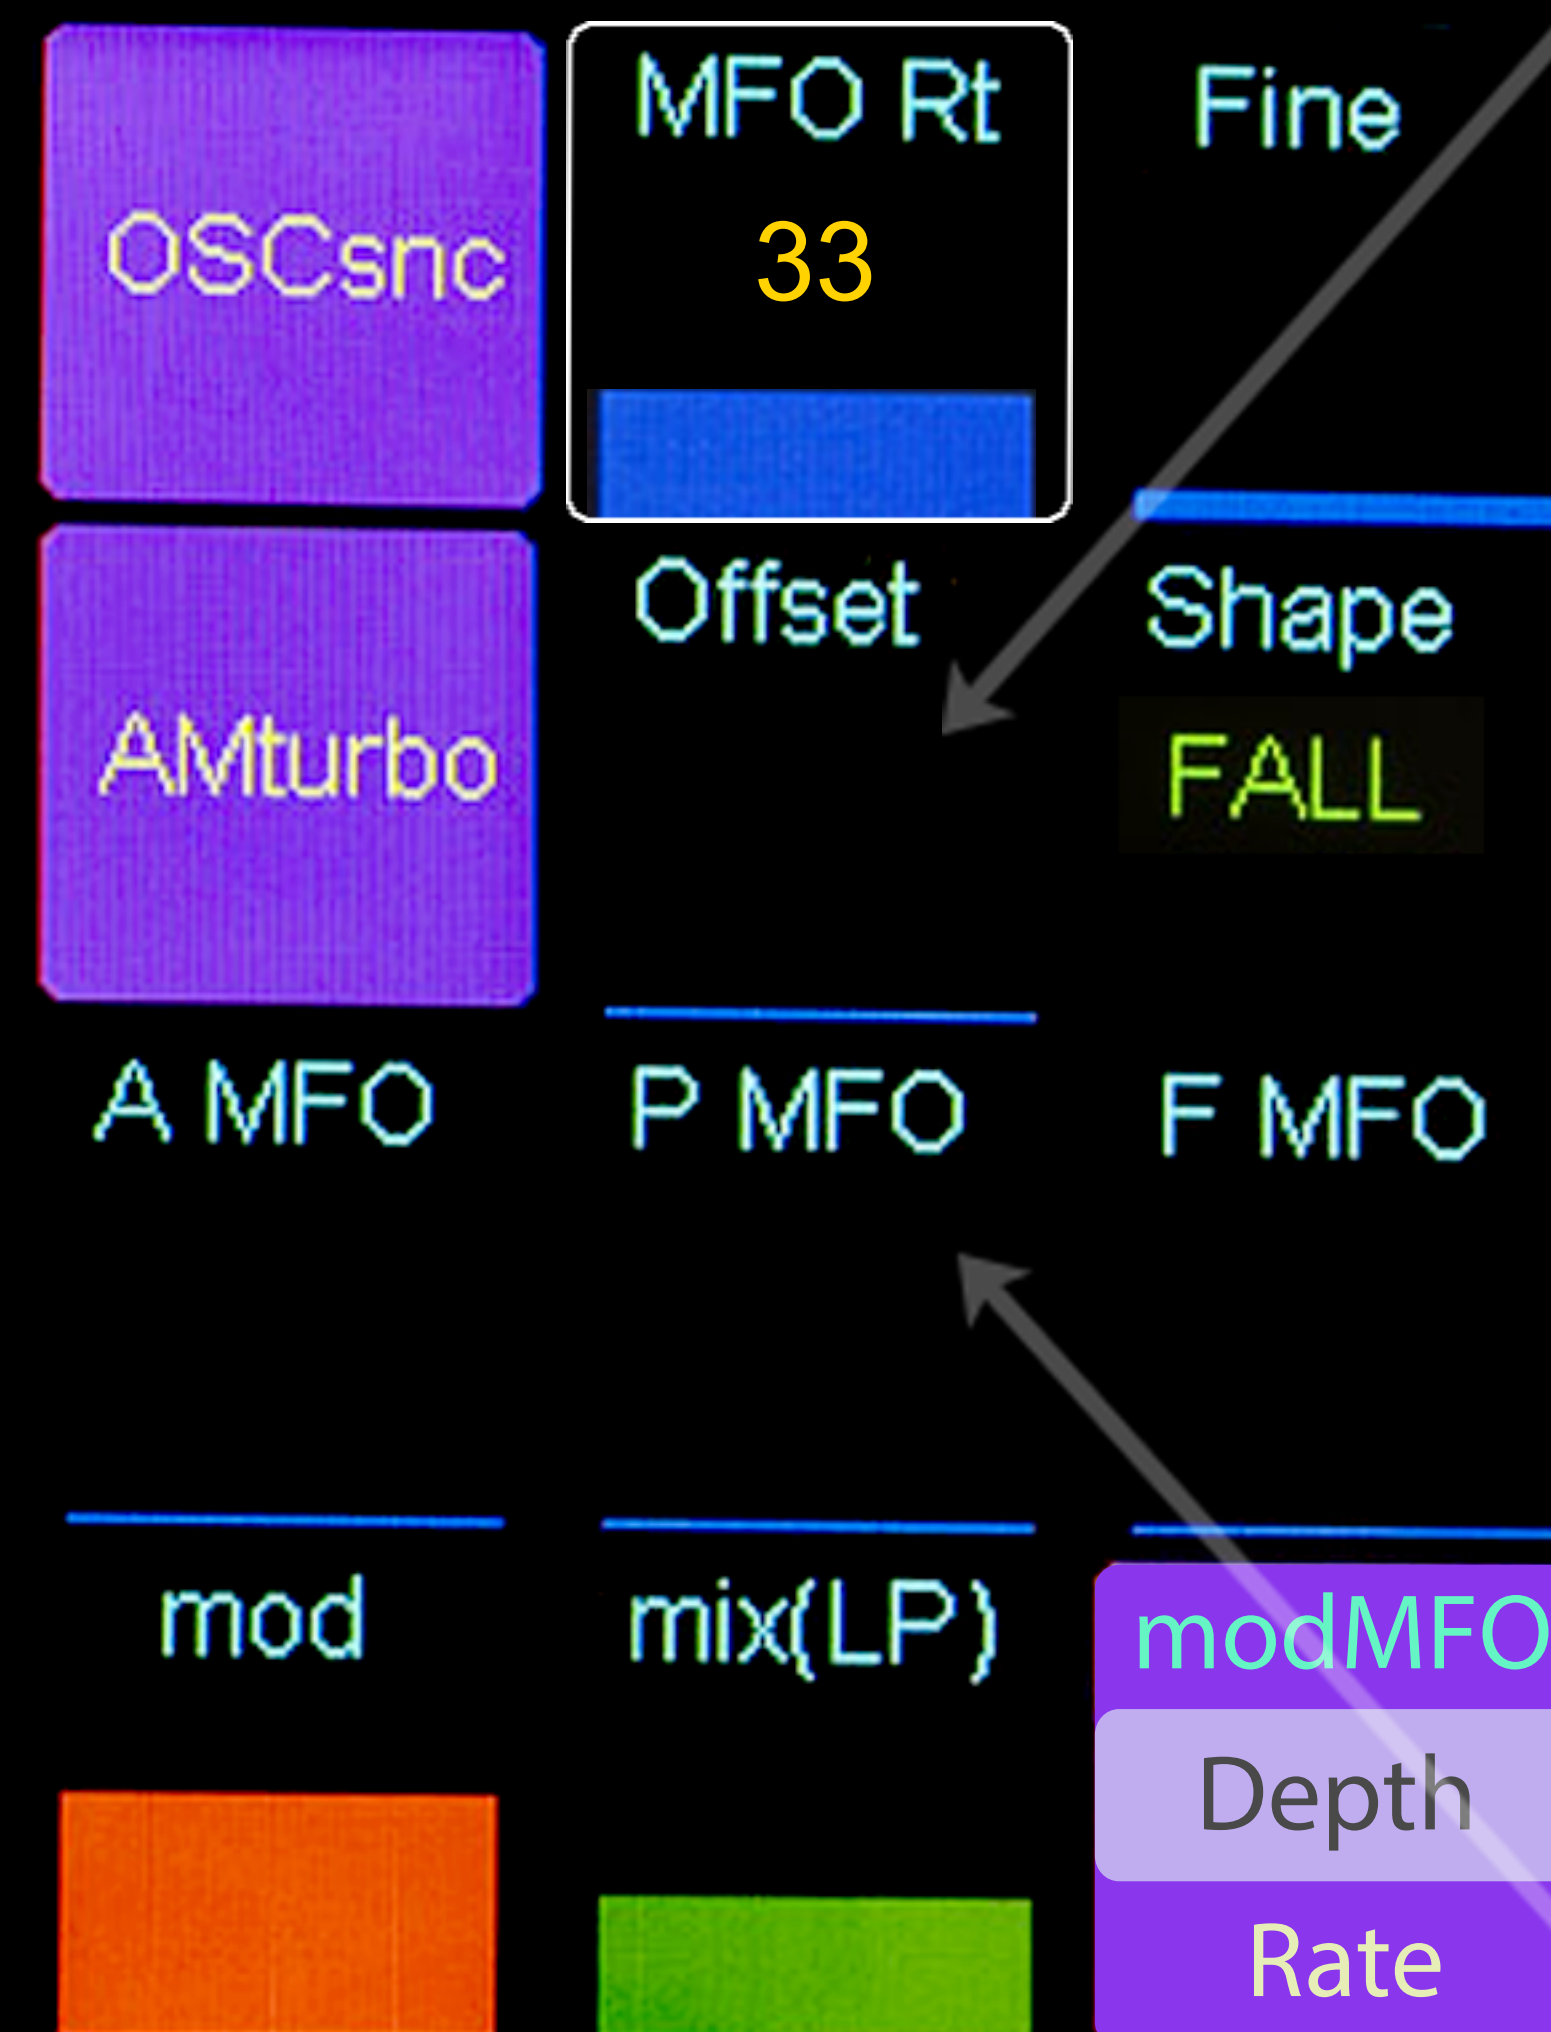 OSCsnc
MFO Rt
33
Fine
AMturbo
Offset
Shape
FALL
A MFO
P MFO
F MFO
mod
mix(LP)
modMFO
Depth
Rate